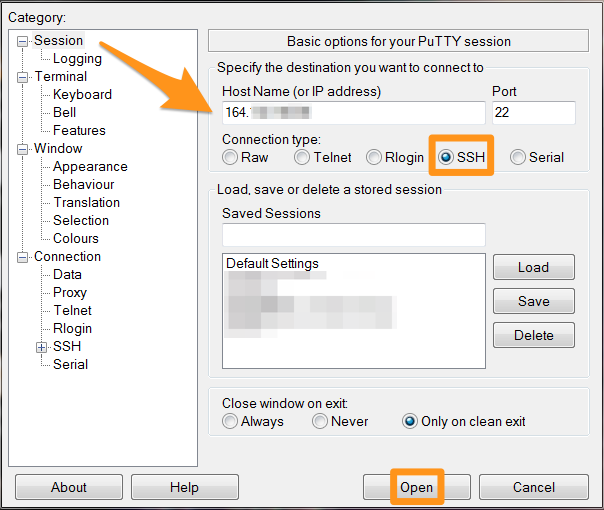 Category:
Session
Logging
Terminal
Keyboard
Bell
Features
Window
Appearance
Behaviour
Translation
Selection
Colours
Connection
Data
Proxy
Telnet
Rlogin
SSH
Serial
Basic options for your PuTTY session
Specify the destination you want to connect to
Host Name (or IP address) Port
164. 22
Connection type:
Raw Telnet Rlogin SSH Serial
Load, save or delete a stored session
Saved Sessions
Default Settings
Load
Save
Delete
Close window on exit:
Always Never Only on clean exit
About Help Open Cancel